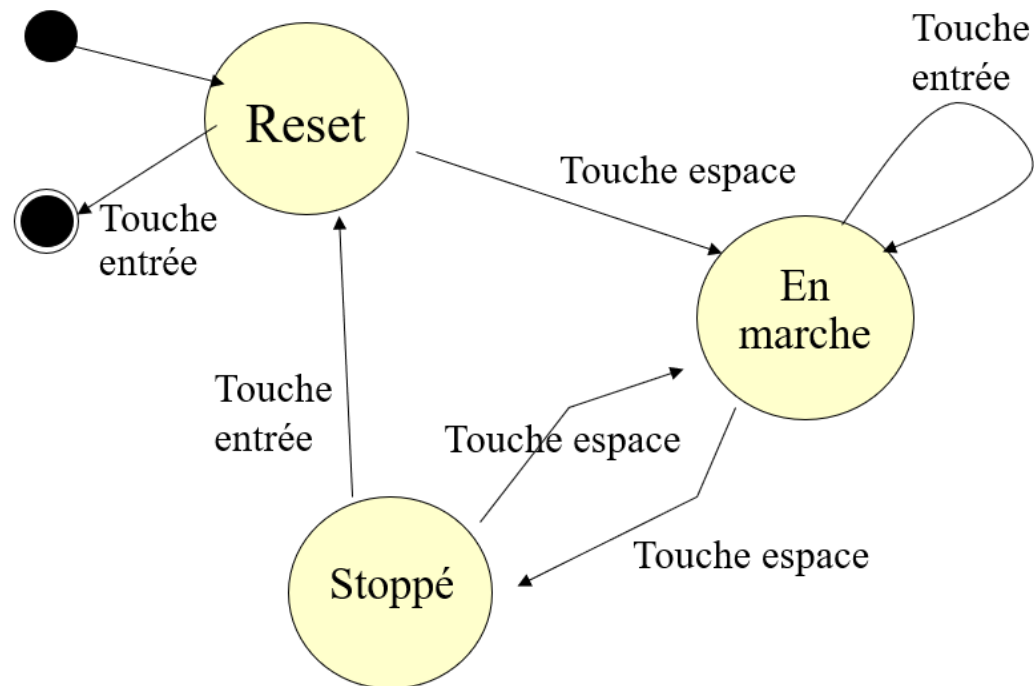 Touche
entrée
Reset
Touche espace
Touche
entrée
En
marche
Touche
entrée
Touche espace
Touche espace
Stoppé